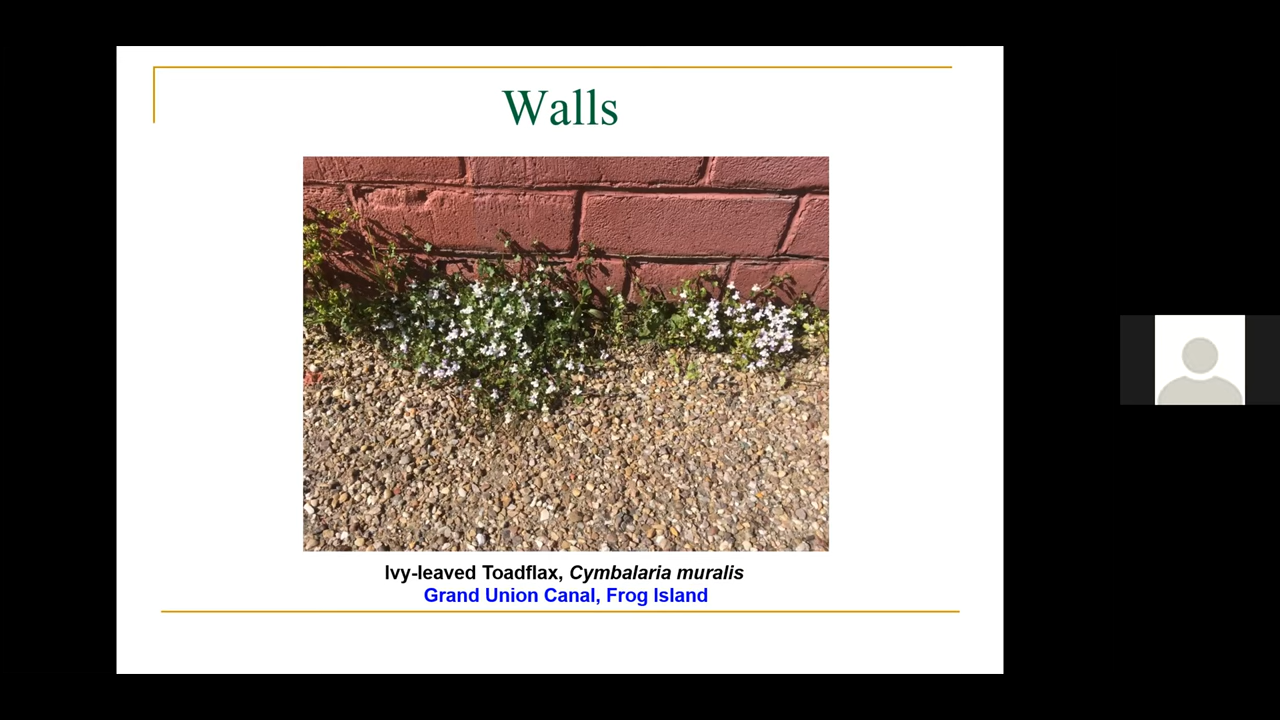 Walls
Ivy-leaved Toadflax, Cymbalaria muralis
Grand Union Canal, Frog Island